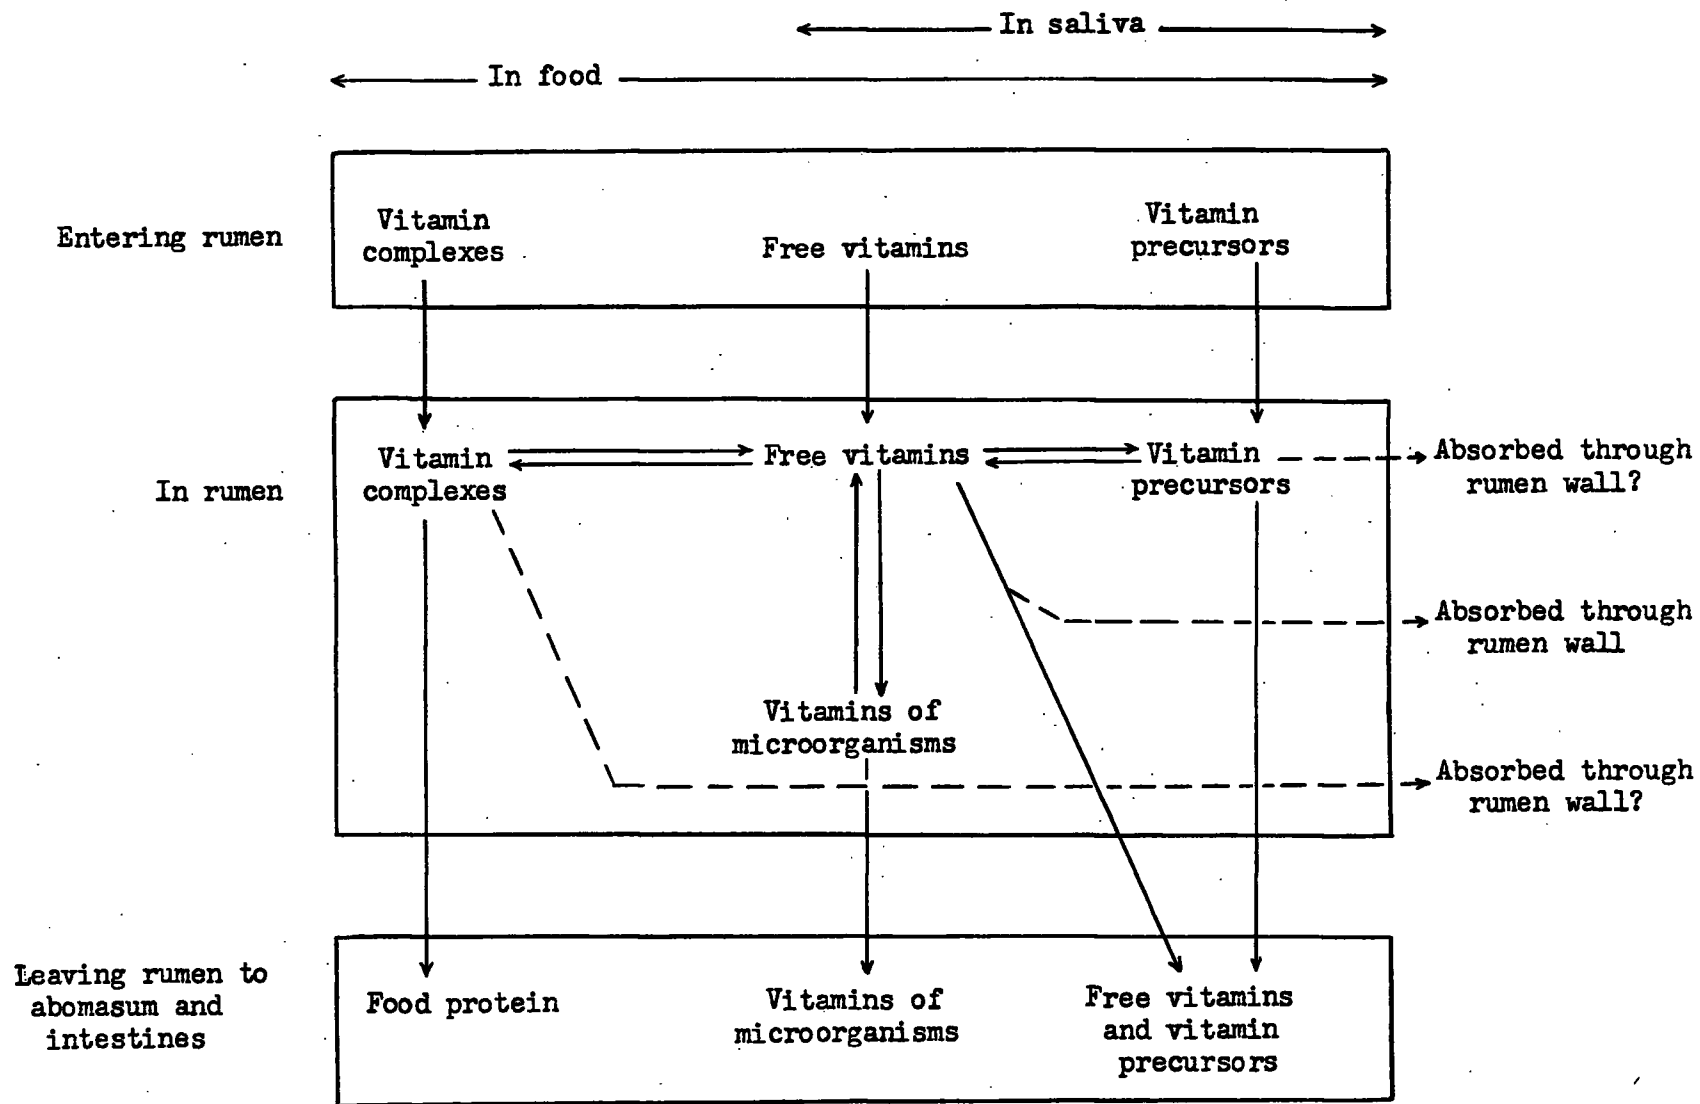 In saliva
In food
Entering rumen
Vitamin
complexes
Free vitamins
Vitamin
precursors
In rumen
Vitamin
complexes
Free vitamins
Vitamin
precursors
Absorbed through
rumen wall?
Absorbed through
rumen wall
Vitamins of
microorganisms
Absorbed through
rumen wall?
Leaving rumen to
abomasum and
intestines
Food protein
Vitamins of
microorganisms
Free vitamins
and vitamin
precursors